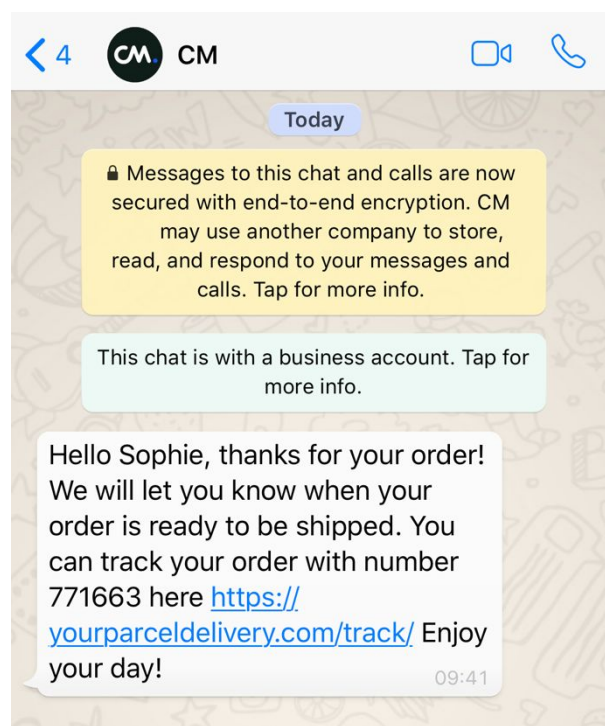 4 CM. CM
Today
Messages to this chat and calls are now
secured with end-to-end encryption. CM
may use another company to store,
read, and respond to your messages and
calls. Tap for more info.
This chat is with a business account. Tap for
more info.
Hello Sophie, thanks for your order!
We will let you know when your
order is ready to be shipped. You
can track your order with number
771663 here https://
yourparceldelivery.com/track/ Enjoy
your day!
09:41